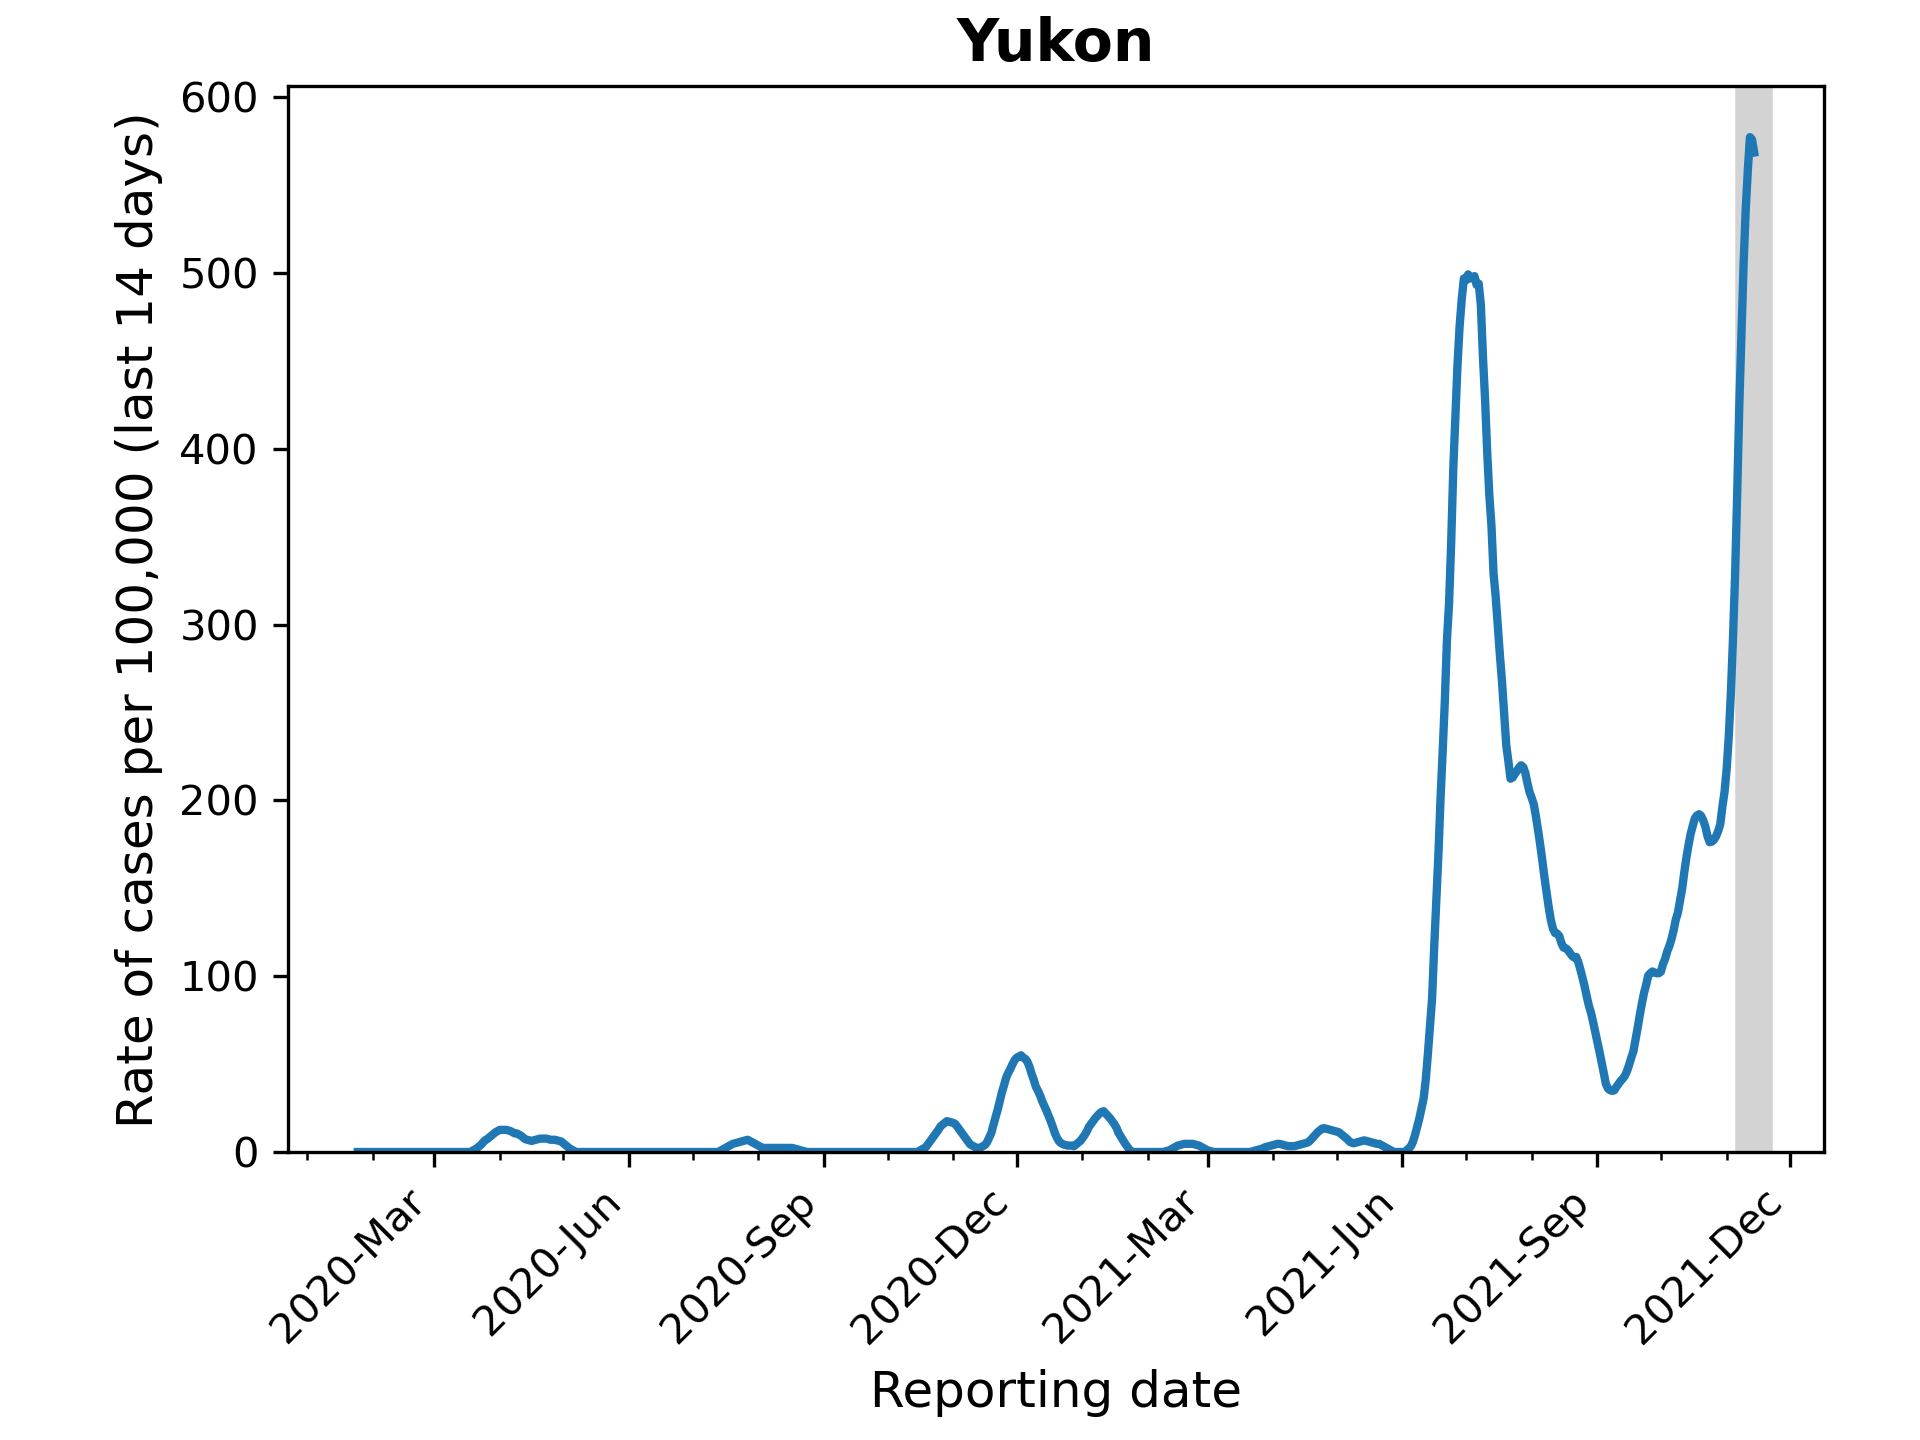 Yukon
Rate of cases per 100,000 (last 14 days)
600
500
400
300
200
100
0
2020-Mar
2020-Jun
2020-Sep
2020-Dec
2021-Mar
2021-Jun
2021-Sep
2021-Dec
Reporting date